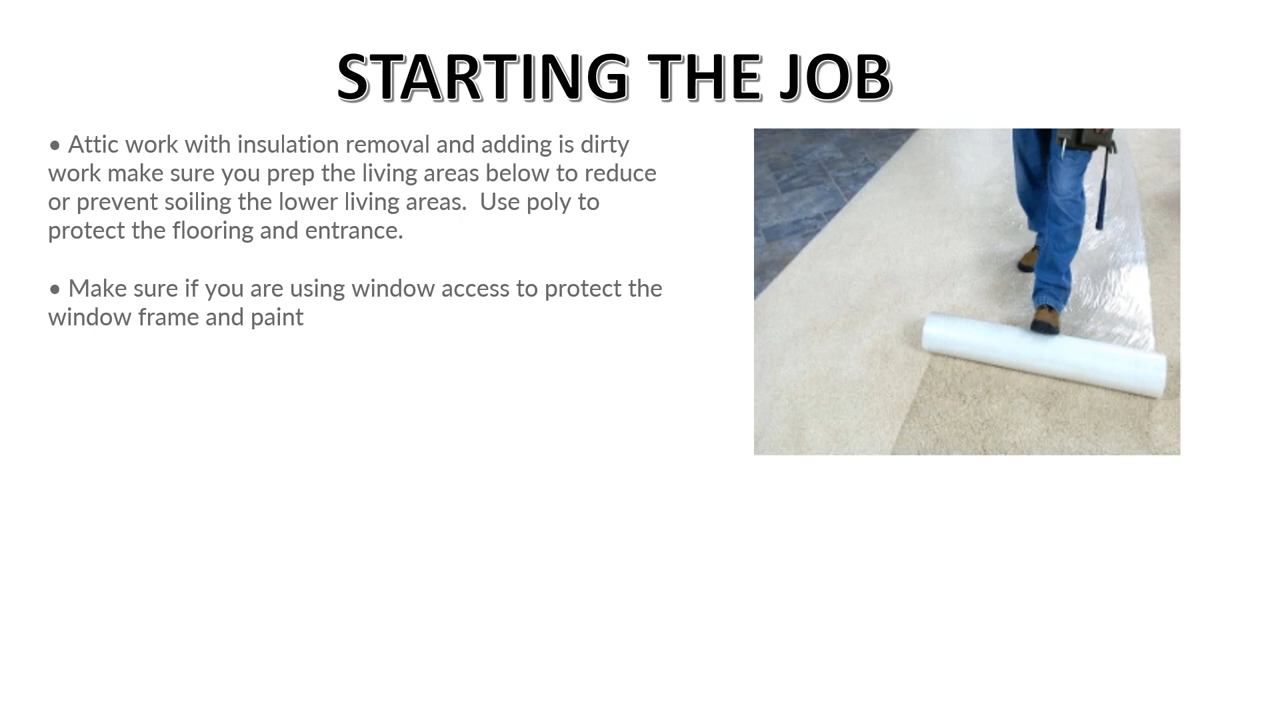 STARTING THE JOB
• Attic work with insulation removal and adding is dirty
work make sure you prep the living areas below to reduce
or prevent soiling the lower living areas.  Use poly to
protect the flooring and entrance.
• Make sure if you are using window access to protect the
window frame and paint